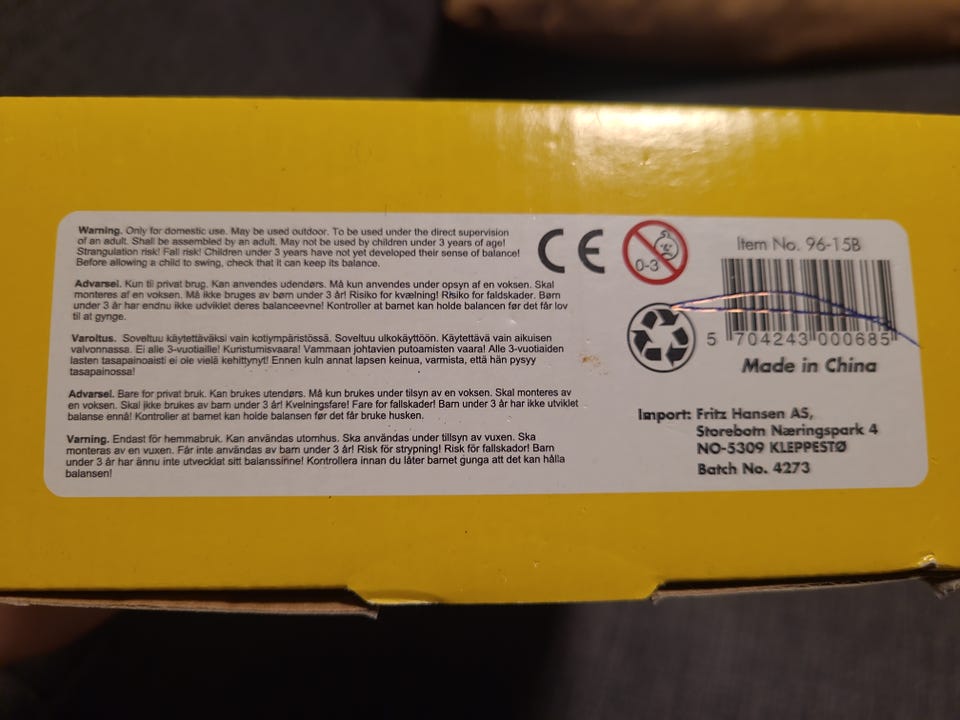 Warning. Only for domestic use. May be used outdoor. To be used under the direct supervision
of an adult. Shall be assembled by an adult. May not be used by children under 3 years of age!
Strangulation risk! Fall risk! Children under 3 years have not yet developed their sense of balance!
Before allowing a child to swing, check that it can keep its balance.
Advarsel. Kun til privat brug. Kan anvendes udendørs. Må kun anvendes under opsyn af en voksen. Skal
monteres af en voksen. Må ikke bruges av børn under 3 år! Risiko for kvelning! Risiko for faldskader. Børn
under 3 år har endnu ikke udviklet deres balanceevne! Kontroller at barnet kan holde balancen før det får lov
til at gynge.
Varoitus. Soveltuu käytettäväksi vain kotiympäristössä. Soveltuu ulkokäyttöön. Käytettävä vain aikuisen
valvonnassa. Ei alle 3-vuotiaille! Kuristumisvaara! Vammaan johtavien putoamisten vaara! Alle 3-vuotiaiden
lasten tasapainoaisti ei ole vielä kehittynyt! Ennen kuln annat lapsen keinua, varmista, että hän pysyy
tasapainossa!
Advarsel. Bare for privat bruk. Kan brukes utendørs. Må kun brukes under tilsyn av en voksen. Skal monteres av
en voksen. Skal ikke brukes av barn under 3 år! Kvelningsfare! Fare for fallskader! Barn under 3 år har ikke utviklet
balanse ennå! Kontroller at barnet kan holde balansen før det får bruke husken.
Varning. Endast för hemmabruk. Kan användas utomhus. Ska användas under tillsyn av vuxen. Ska
monteras av en vuxen. Får inte användas av barn under 3 år! Risk för strypning! Risk för fallskador! Barn
under 3 år har ännu inte utvecklat sitt balanssinne! Kontrollera innan du låter barnet gunga att det kan hålla
balansen!
CE
0-3
Item No. 96-15B
5 704243 000685
Made in China
Import: Fritz Hansen AS,
Storebotn Næringspark 4
NO-5309 KLEPPESTØ
Batch No. 4273